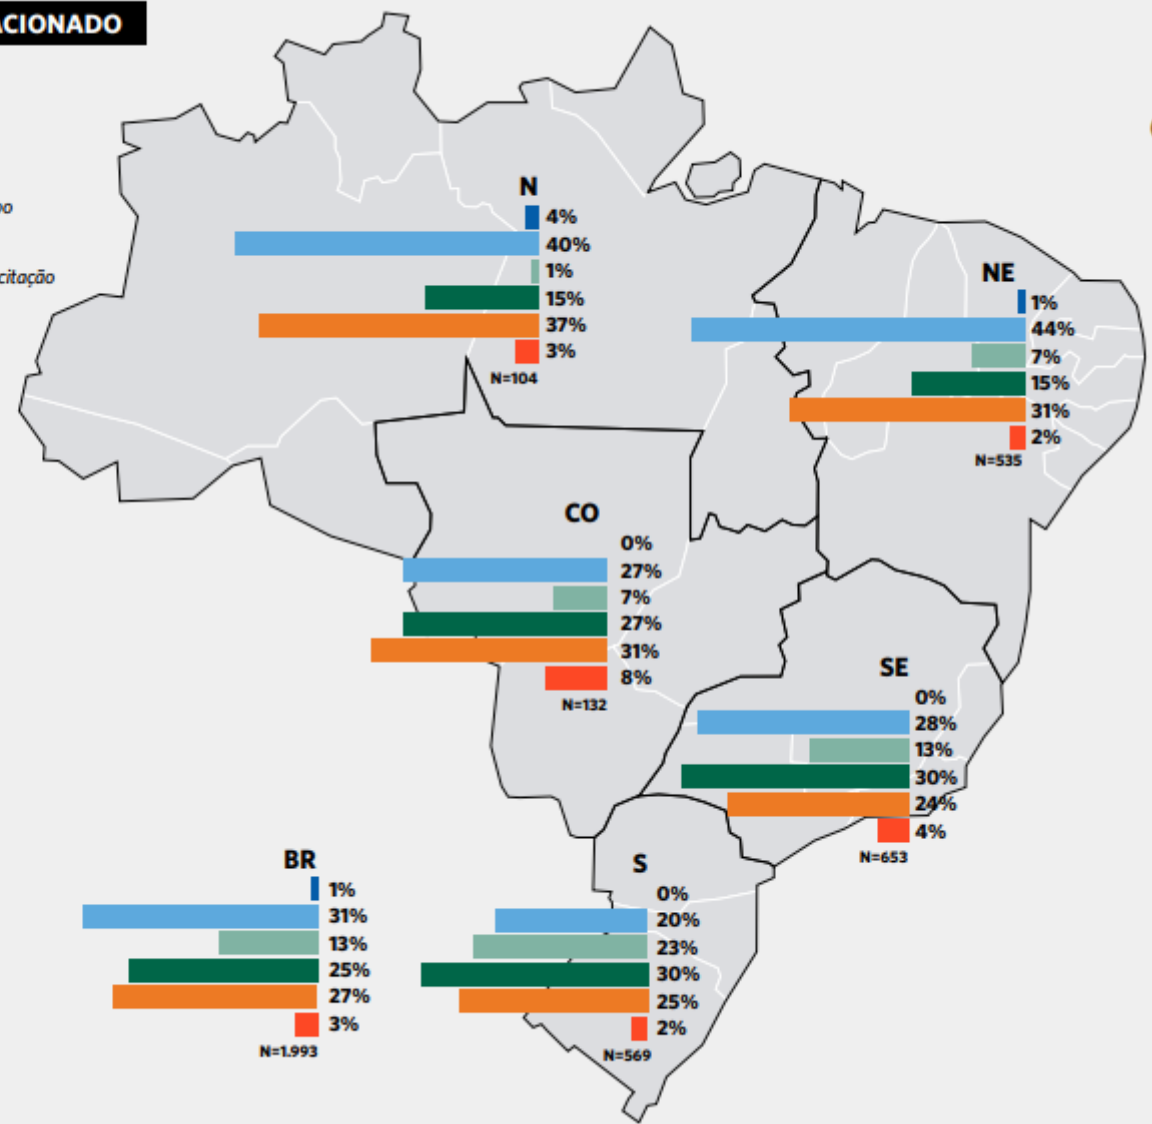 ACIONADO
citação
N
4%
40%
1%
15%
37%
3%
N=104
NE
1%
44%
7%
15%
31%
2%
N=535
CO
0%
27%
7%
27%
31%
8%
N=132
SE
0%
28%
13%
30%
24%
4%
N=653
BR
1%
31%
13%
25%
27%
3%
N=1.993
S
0%
20%
23%
30%
25%
2%
N=569